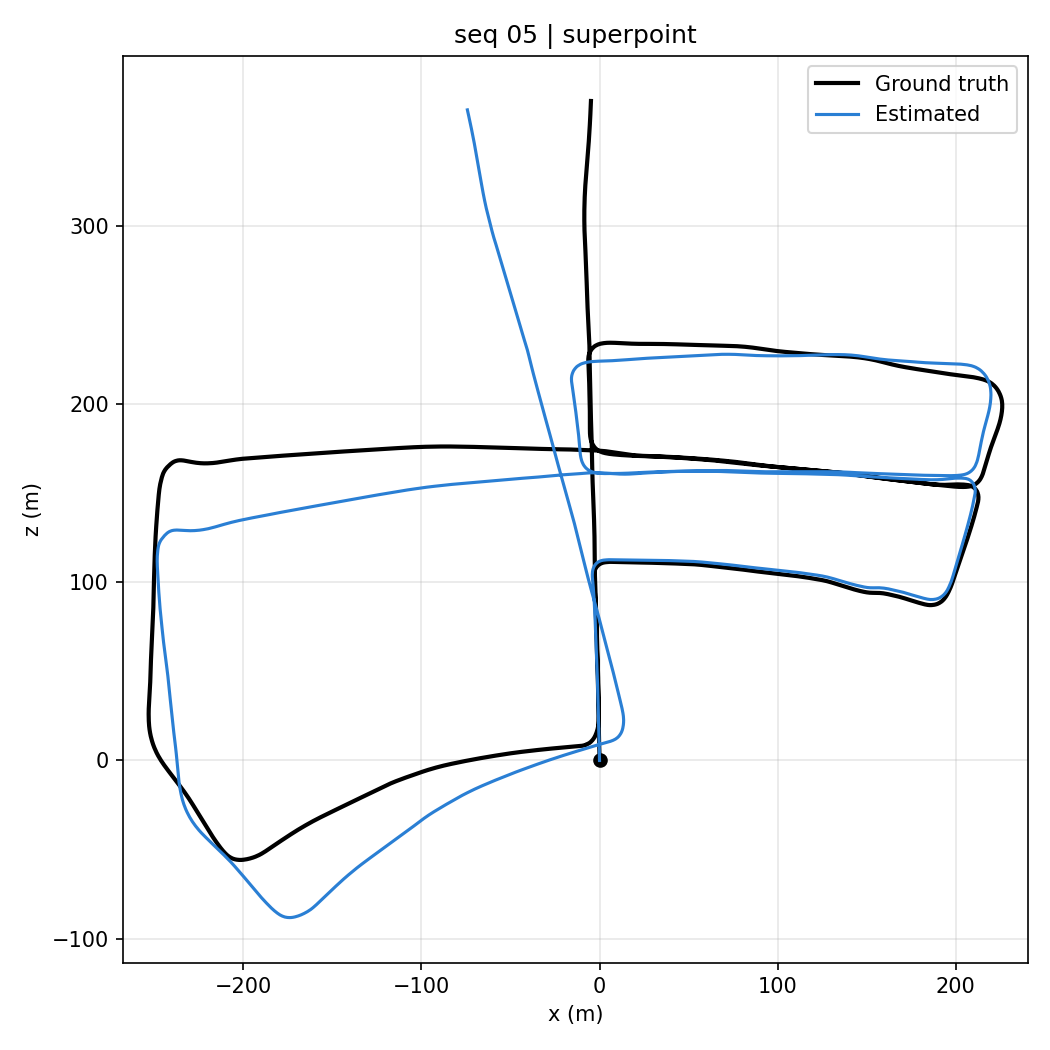 seq 05 | superpoint
Ground truth
Estimated
300
200
100
0
−100
z (m)
−200
−100
0
100
200
x (m)